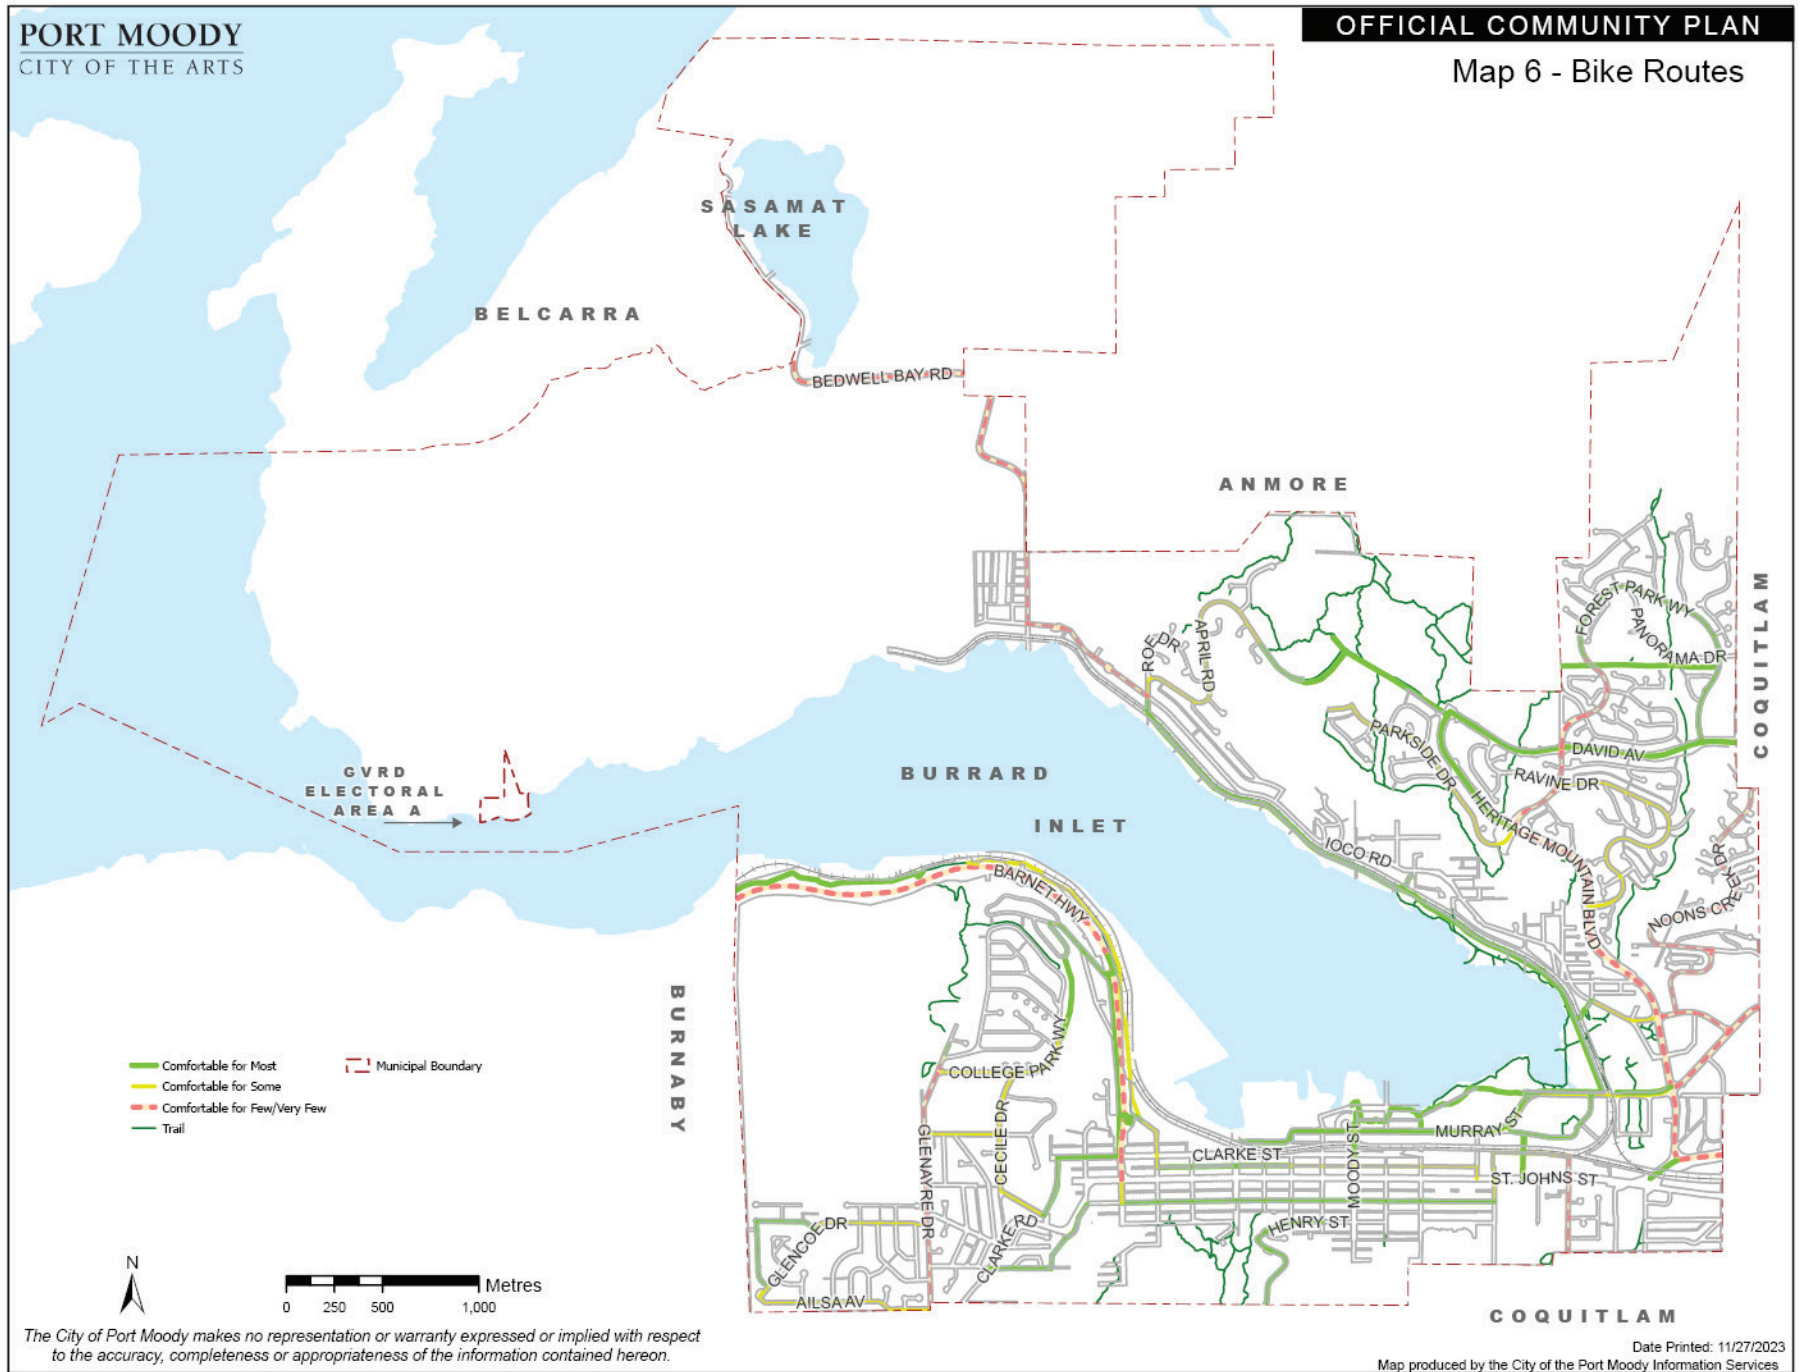 PORT MOODY
CITY OF THE ARTS
OFFICIAL COMMUNITY PLAN
Map 6 - Bike Routes
SASAMAT
LAKE
BELCARRA
BEDWELL BAY RD
ANMORE
COQUITLAM
FOREST PARK WY
PANORAMA DR
ROE DR
APRIL RD
PARKSIDE DR
DAVID AV
RAVINE DR
HERITAGE MOUNTAIN BLVD
NOONS CREEK DR
IOCO RD
GVRD
ELECTORAL
AREA A
BURRARD
INLET
BARNET HWY
BURNABY
COLLEGE PARK WY
CECILE DR
GLENAYRE DR
MURRAY ST
CLARKE ST
MOODY ST
ST. JOHNS ST
HENRY ST
CLARKE RD
GLENCOE DR
AILSA AV
Comfortable for Most
Comfortable for Some
Comfortable for Few/Very Few
Trail
Municipal Boundary
N
Metres
0 250 500 1,000
COQUITLAM
The City of Port Moody makes no representation or warranty expressed or implied with respect
to the accuracy, completeness or appropriateness of the information contained hereon.
Date Printed: 11/27/2023
Map produced by the City of the Port Moody Information Services